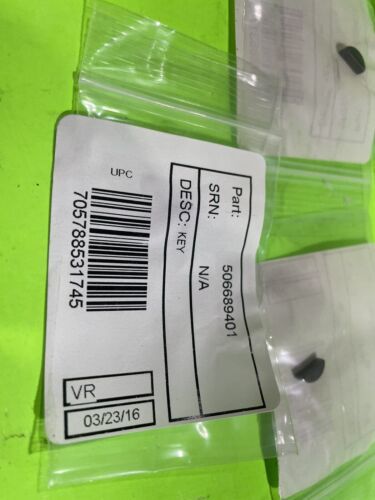 Part: 506689401
SRN: N/A
DESC: KEY
UPC
705788531745
VR
03/23/16